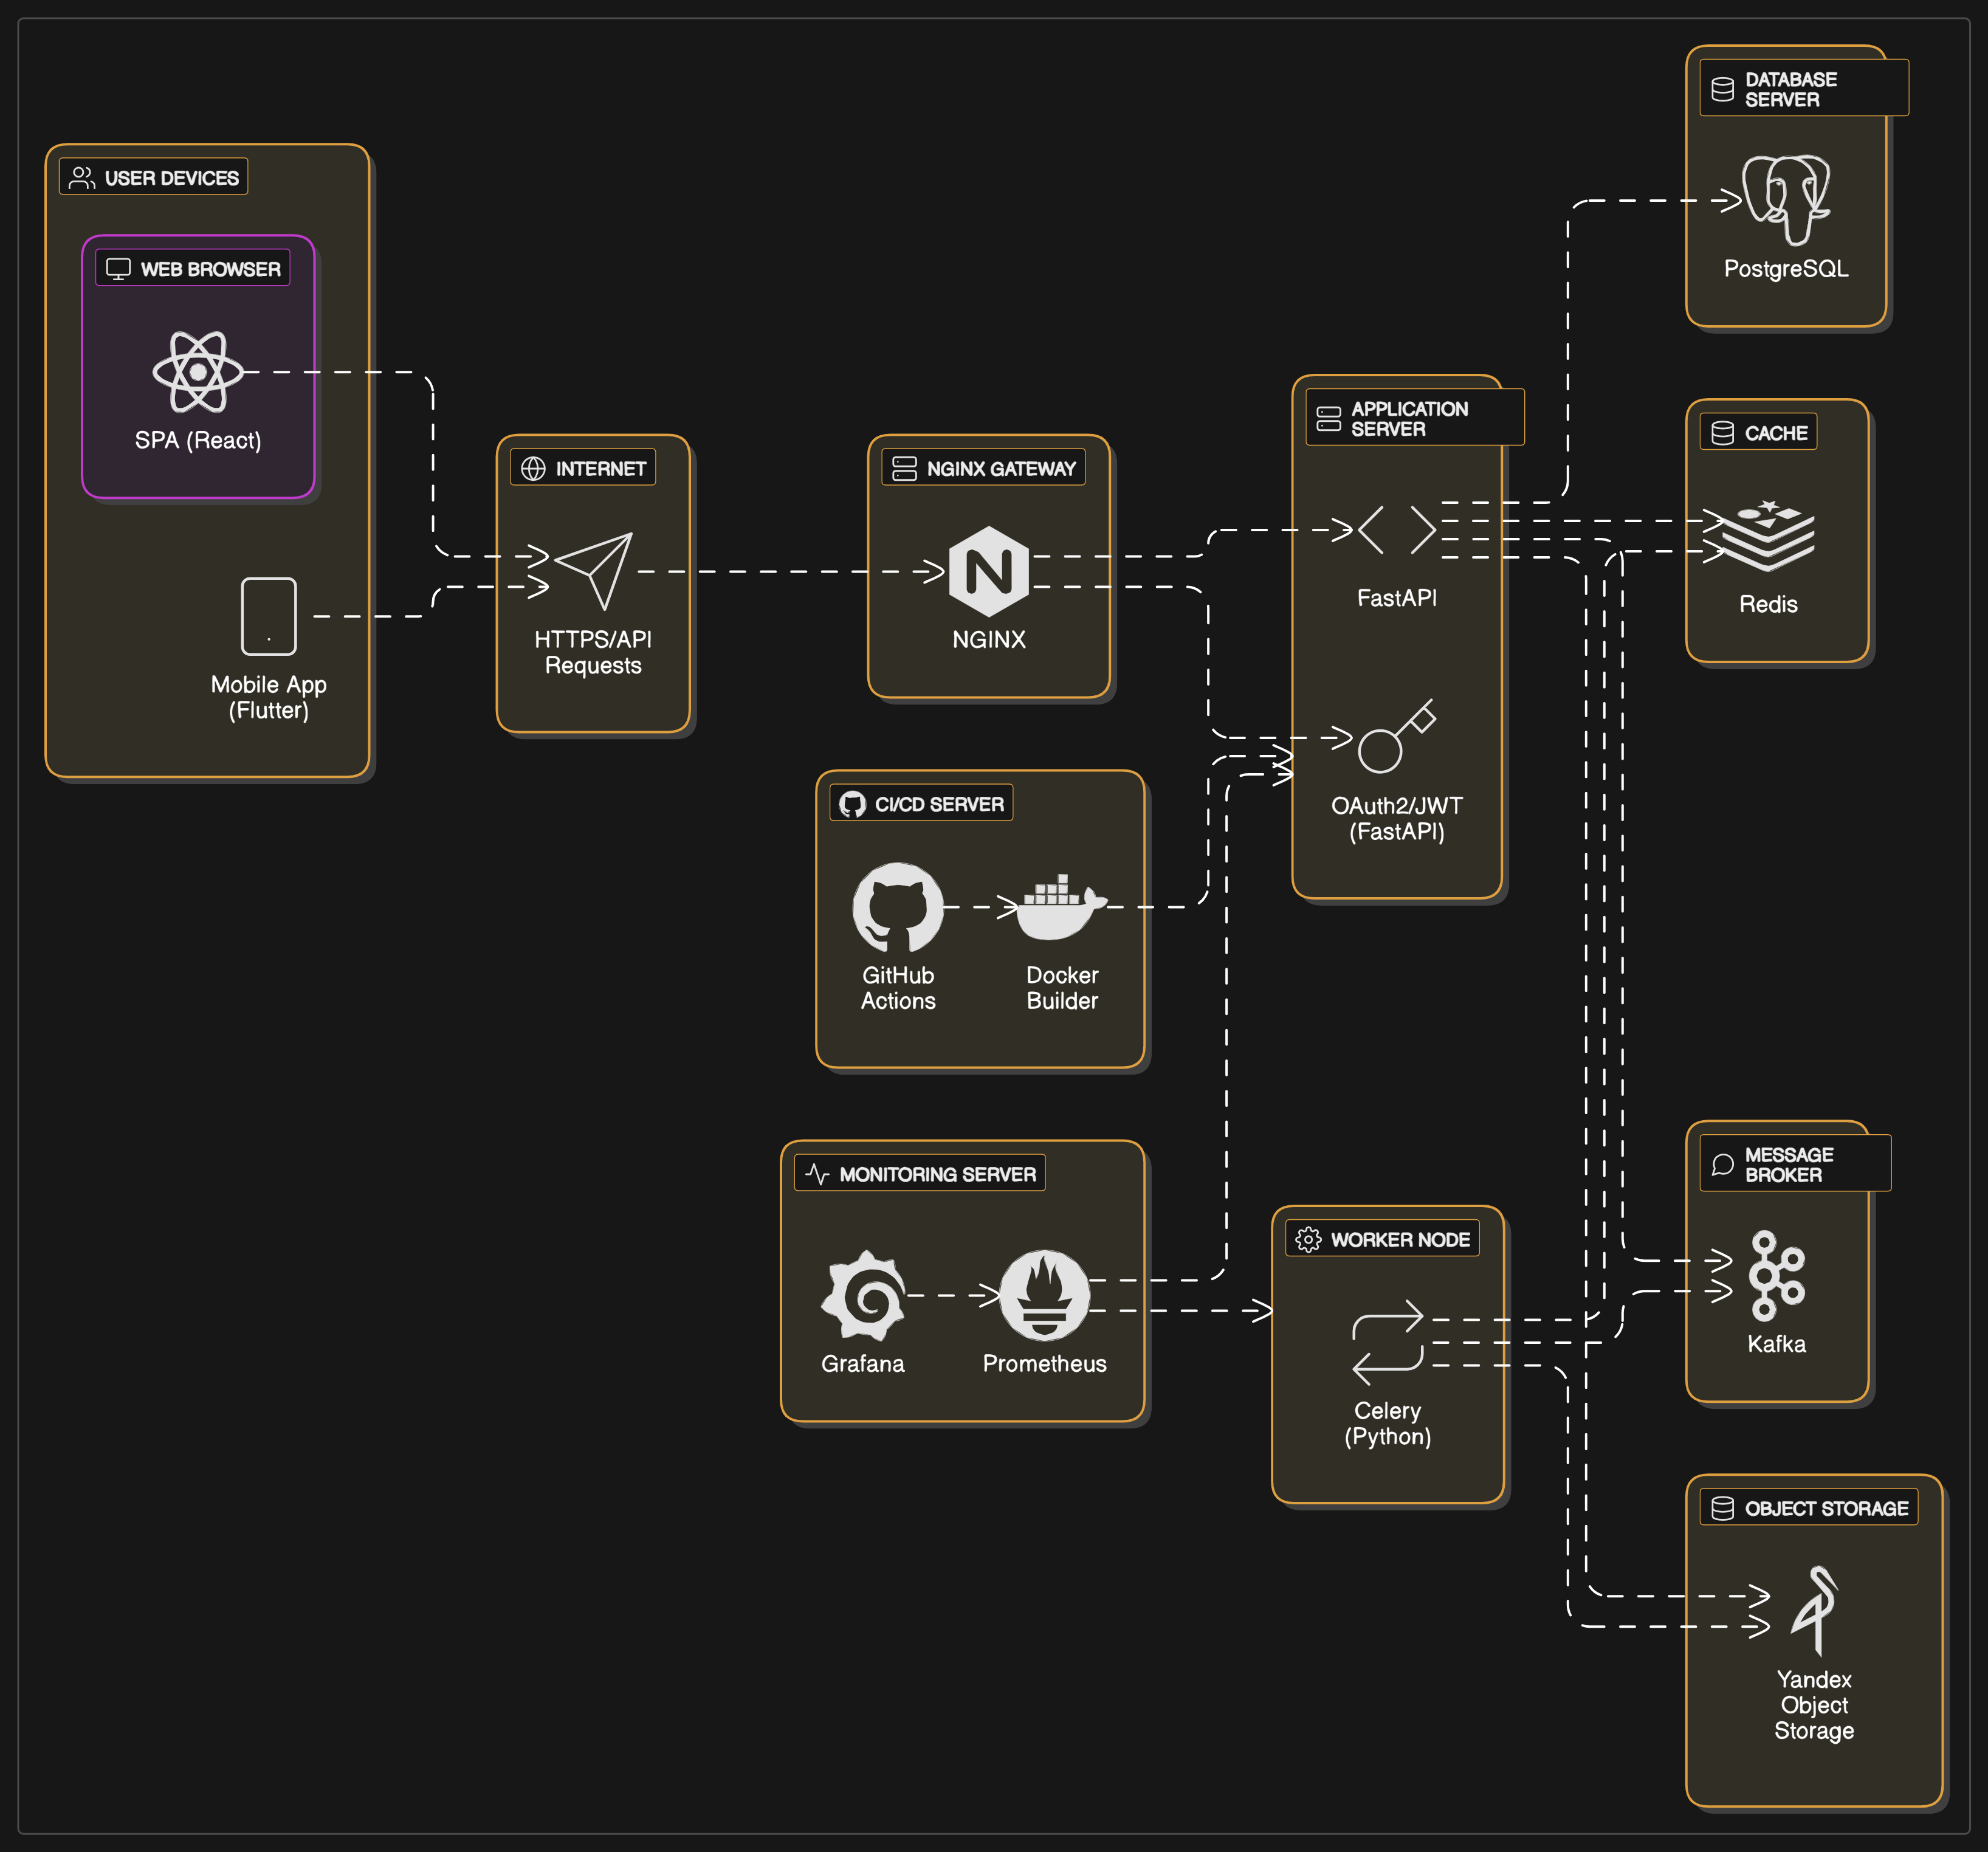 USER DEVICES
WEB BROWSER
SPA (React)
Mobile App
(Flutter)
INTERNET
HTTPS/API
Requests
NGINX GATEWAY
NGINX
CI/CD SERVER
GitHub
Actions
Docker
Builder
MONITORING SERVER
Grafana
Prometheus
APPLICATION
SERVER
FastAPI
OAuth2/JWT
(FastAPI)
WORKER NODE
Celery
(Python)
DATABASE
SERVER
PostgreSQL
CACHE
Redis
MESSAGE
BROKER
Kafka
OBJECT STORAGE
Yandex
Object
Storage